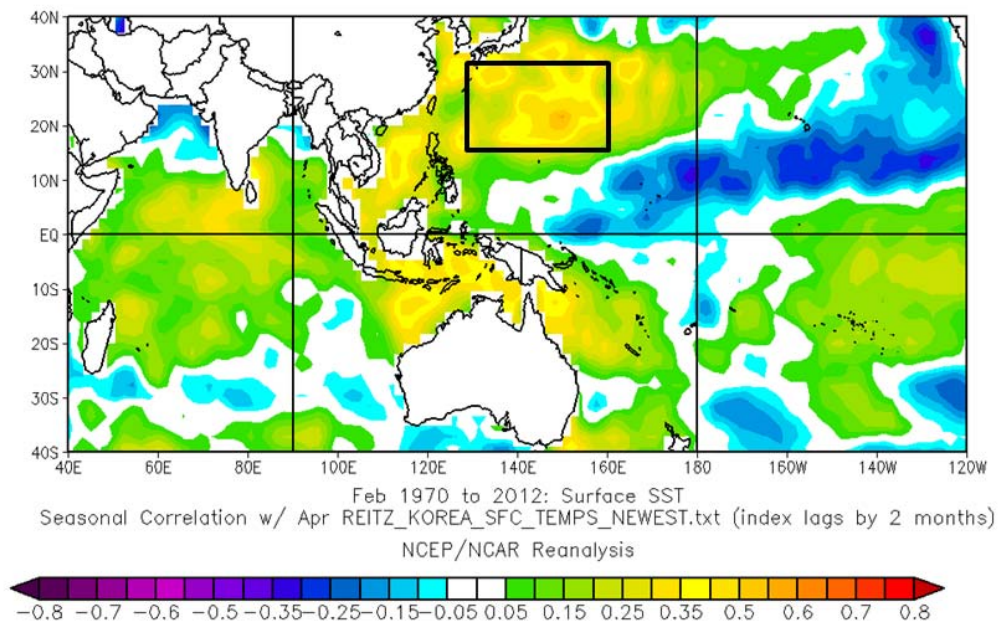 40N
30N
20N
10N
EQ
10S
20S
30S
40S
40E 60E 80E 100E 120E 140E 160E 180 160W 140W 120W
Feb 1970 to 2012: Surface SST
Seasonal Correlation w/ Apr REITZ_KOREA_SFC_TEMPS_NEWEST.txt (index lags by 2 months)
NCEP/NCAR Reanalysis
-0.8 -0.7 -0.6 -0.5 -0.45 -0.35 -0.25 -0.15 -0.05 0.05 0.15 0.25 0.35 0.5 0.6 0.7 0.8